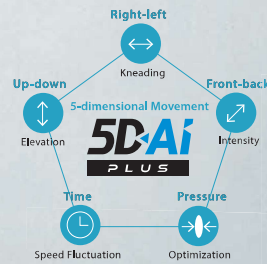 Right-left
Kneading
Up-down
Front-back
5-dimensional Movement
Elevation
Intensity
5D·Ai
PLUS
Time
Pressure
Speed Fluctuation
Optimization